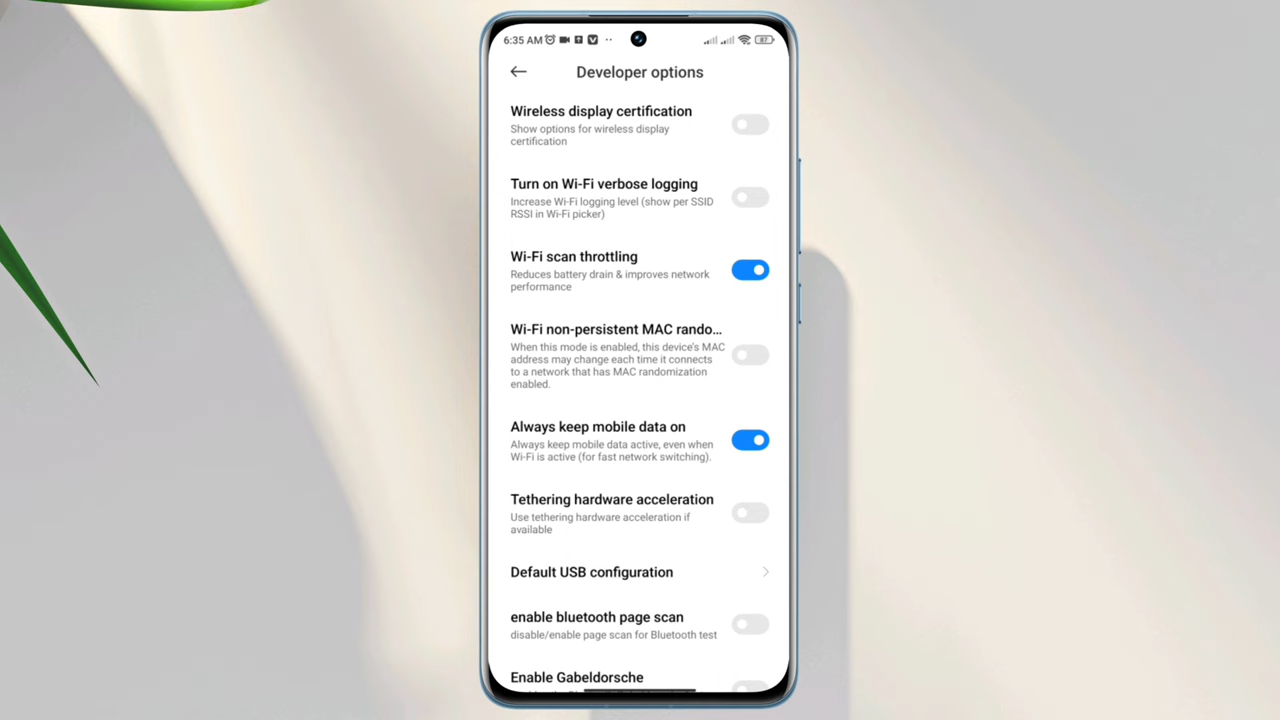 6:35 AM
87
Developer options
Wireless display certification
Show options for wireless display
certification
Turn on Wi-Fi verbose logging
Increase Wi-Fi logging level (show per SSID
RSSI in Wi-Fi picker)
Wi-Fi scan throttling
Reduces battery drain & improves network
performance
Wi-Fi non-persistent MAC rando...
When this mode is enabled, this device's MAC
address may change each time it connects
to a network that has MAC randomization
enabled.
Always keep mobile data on
Always keep mobile data active, even when
Wi-Fi is active (for fast network switching).
Tethering hardware acceleration
Use tethering hardware acceleration if
available
Default USB configuration
enable bluetooth page scan
disable/enable page scan for Bluetooth test
Enable Gabeldorsche